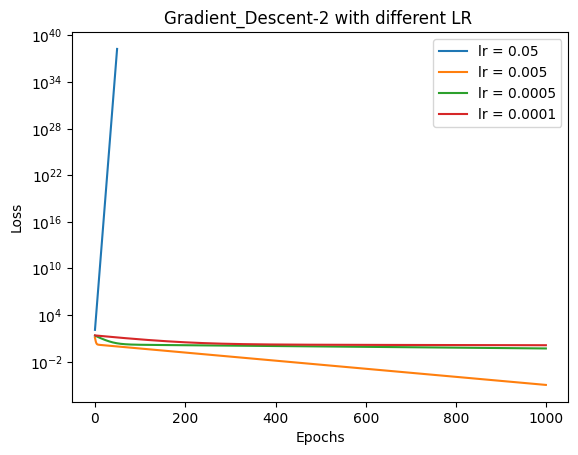 Gradient_Descent-2 with different LR
10^40
10^34
10^28
10^22
10^16
10^10
10^4
10^−2
Loss
lr = 0.05
lr = 0.005
lr = 0.0005
lr = 0.0001
0 200 400 600 800 1000
Epochs